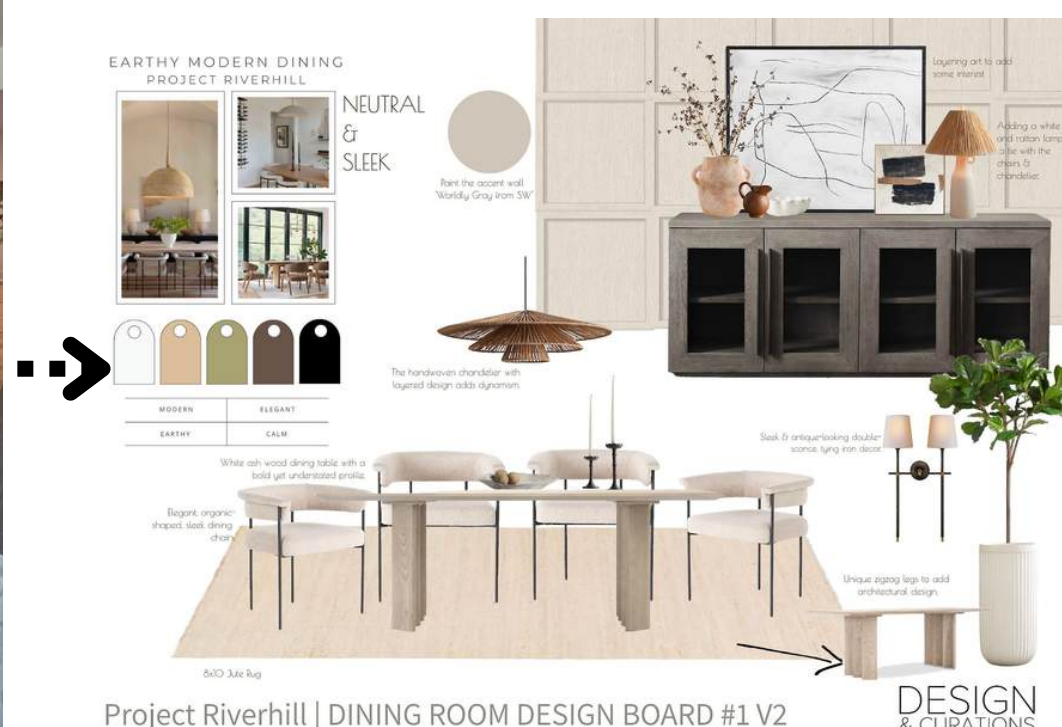 EARTHY MODERN DINING
PROJECT RIVERHILL
NEUTRAL
&
SLEEK
Paint the accent wall
"Worldly Gray from SW"
Layering art to add
some interest
Adding a white
and rattan lamp
to tie with the
chairs &
chandelier.
The handwoven chandelier with
layered design adds dynamism.
MODERN
ELEGANT
EARTHY
CALM
White ash wood dining table with a
bold yet understated profile.
Sleek & antique-looking double-
sconce, tying iron decor.
Elegant, organic-
shaped, sleek dining
chair.
Unique zigzag legs to add
architectural design.
8x10 Jute Rug
Project Riverhill | DINING ROOM DESIGN BOARD #1 V2
DESIGN
& CURATIONS